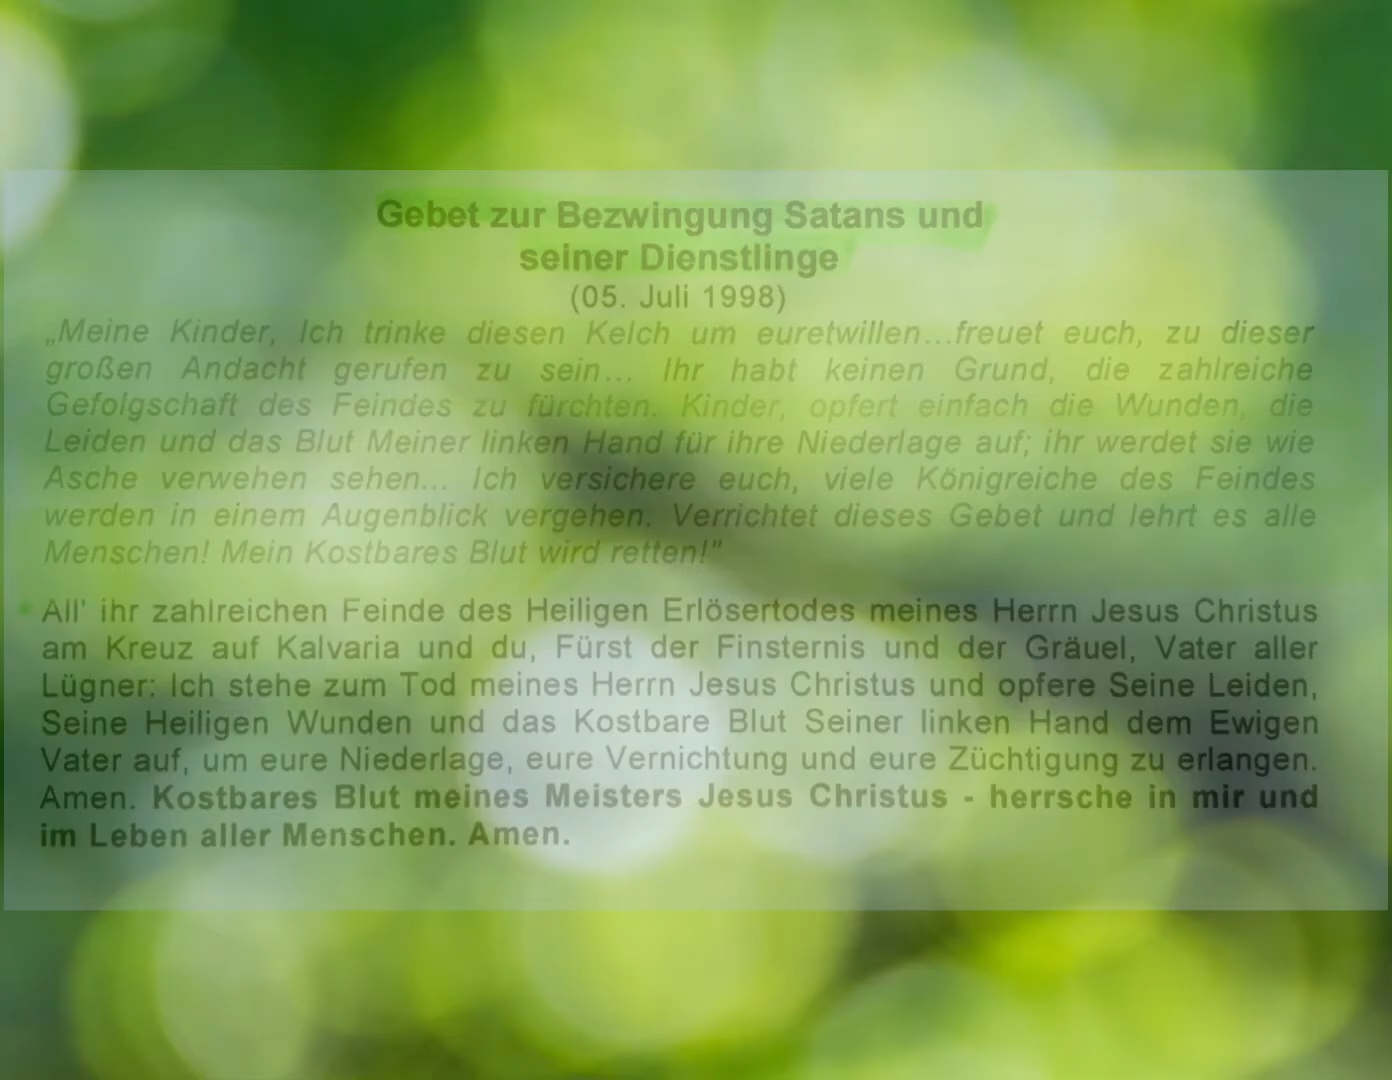 Gebet zur Bezwingung Satans und
seiner Dienstlinge
(05. Juli 1998)
„Meine Kinder, Ich trinke diesen Kelch um euretwillen...freuet euch, zu dieser
großen Andacht gerufen zu sein... Ihr habt keinen Grund, die zahlreiche
Gefolgschaft des Feindes zu fürchten. Kinder, opfert einfach die Wunden, die
Leiden und das Blut Meiner linken Hand für ihre Niederlage auf; ihr werdet sie wie
Asche verwehen sehen... Ich versichere euch, viele Königreiche des Feindes
werden in einem Augenblick vergehen. Verrichtet dieses Gebet und lehrt es alle
Menschen! Mein Kostbares Blut wird retten!"
All' ihr zahlreichen Feinde des Heiligen Erlösertodes meines Herrn Jesus Christus
am Kreuz auf Kalvaria und du, Fürst der Finsternis und der Gräuel, Vater aller
Lügner: Ich stehe zum Tod meines Herrn Jesus Christus und opfere Seine Leiden,
Seine Heiligen Wunden und das Kostbare Blut Seiner linken Hand dem Ewigen
Vater auf, um eure Niederlage, eure Vernichtung und eure Züchtigung zu erlangen.
Amen. Kostbares Blut meines Meisters Jesus Christus - herrsche in mir und
im Leben aller Menschen. Amen.